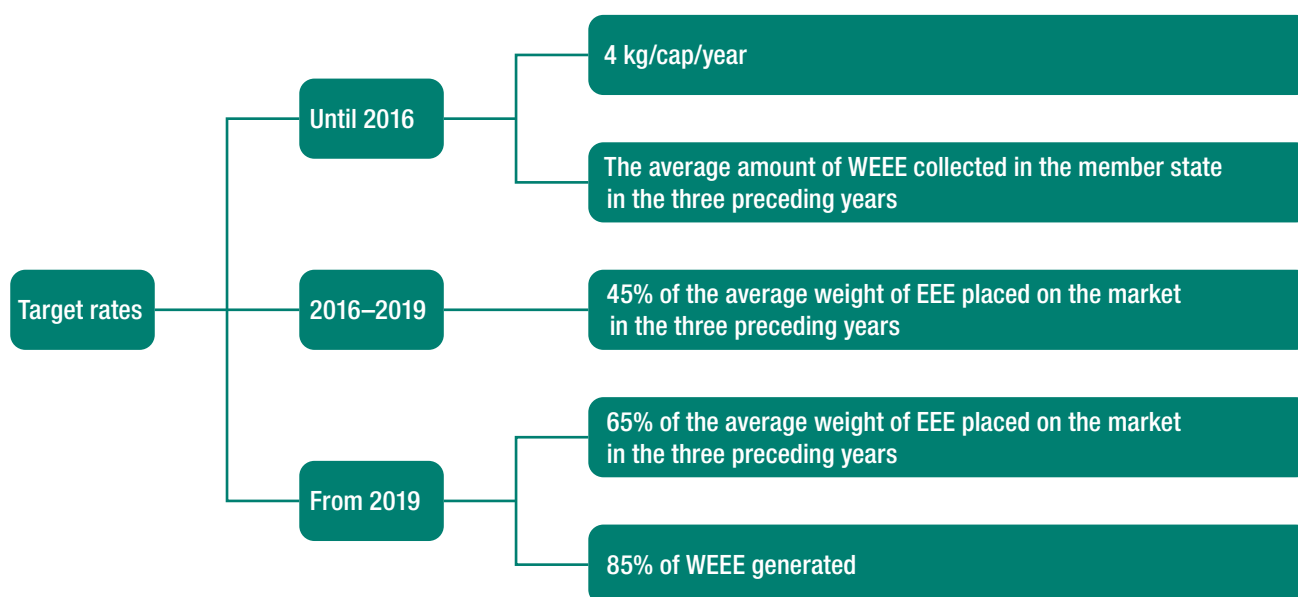 Target rates
Until 2016
4 kg/cap/year
The average amount of WEEE collected in the member state
in the three preceding years
2016–2019
45% of the average weight of EEE placed on the market
in the three preceding years
From 2019
65% of the average weight of EEE placed on the market
in the three preceding years
85% of WEEE generated